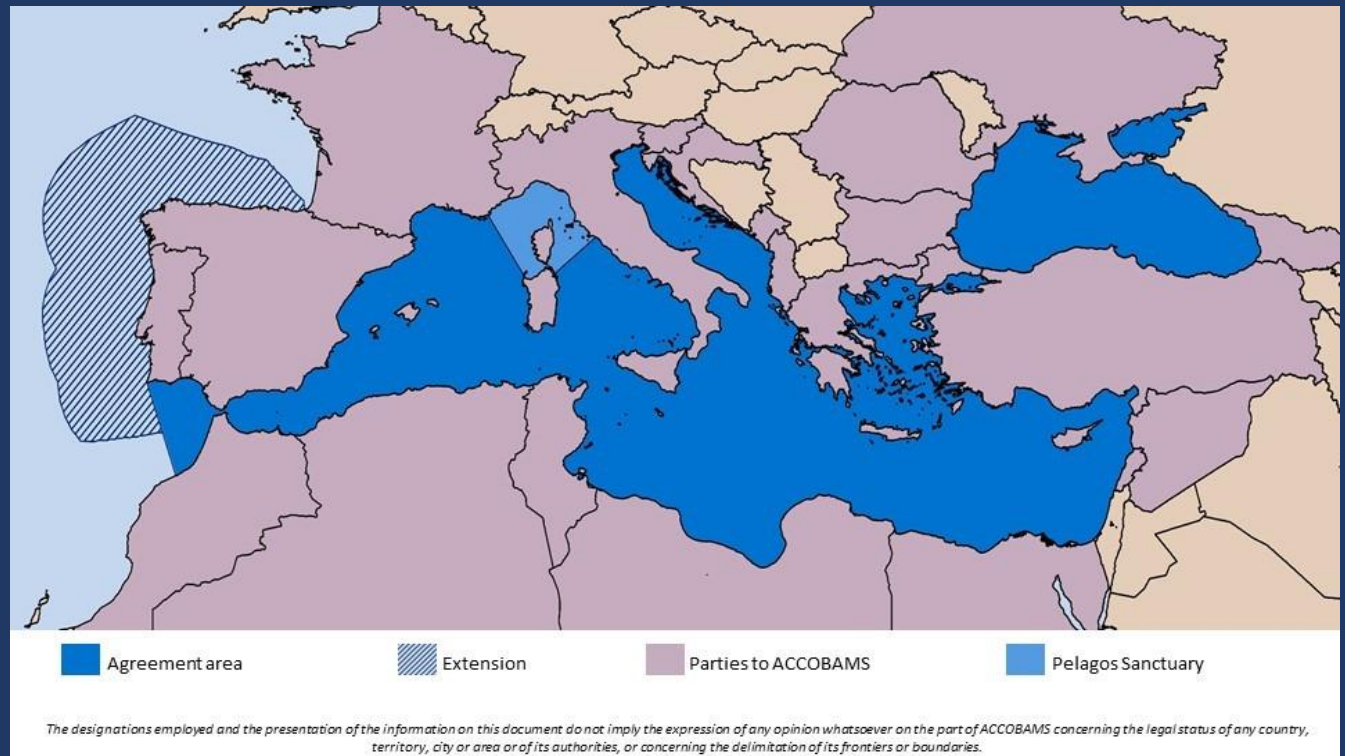 Agreement area
Extension
Parties to ACCOBAMS
Pelagos Sanctuary
The designations employed and the presentation of the information on this document do not imply the expression of any opinion whatsoever on the part of ACCOBAMS concerning the legal status of any country,
territory, city or area or of its authorities, or concerning the delimitation of its frontiers or boundaries.